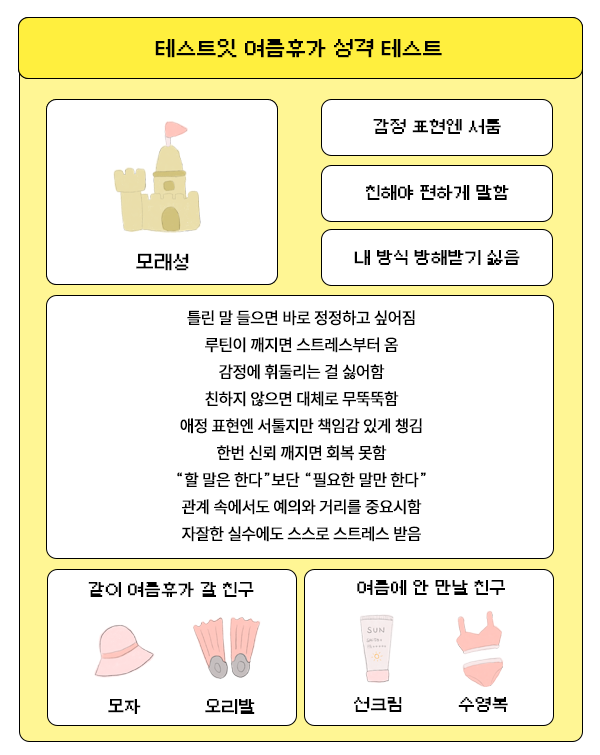 테스트잇 여름휴가 성격 테스트
모래성
감정 표현엔 서툶
친해야 편하게 말함
내 방식 방해받기 싫음
틀린 말 들으면 바로 정정하고 싶어짐
루틴이 깨지면 스트레스부터 옴
감정에 휘둘리는 걸 싫어함
친하지 않으면 대체로 무뚝뚝함
애정 표현엔 서툴지만 책임감 있게 챙김
한번 신뢰 깨지면 회복 못함
“할 말은 한다”보단 “필요한 말만 한다”
관계 속에서도 예의와 거리를 중요시함
자잘한 실수에도 스스로 스트레스 받음
같이 여름휴가 갈 친구
모자
오리발
여름에 안 만날 친구
SUN
선크림
수영복